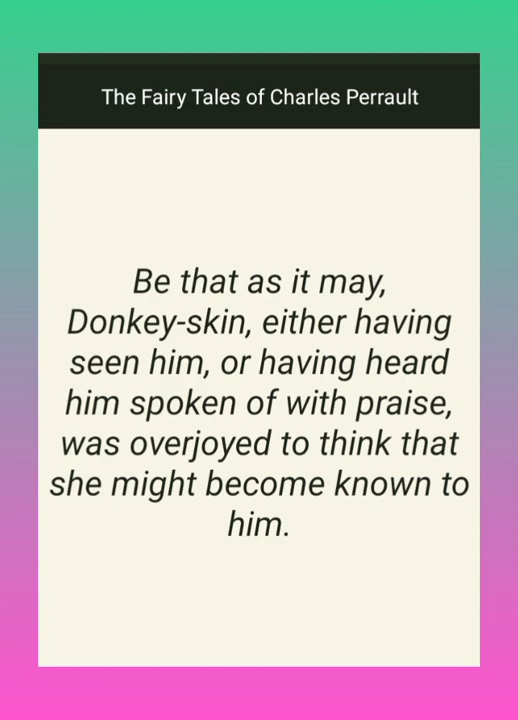 The Fairy Tales of Charles Perrault
Be that as it may,
Donkey-skin, either having
seen him, or having heard
him spoken of with praise,
was overjoyed to think that
she might become known to
him.